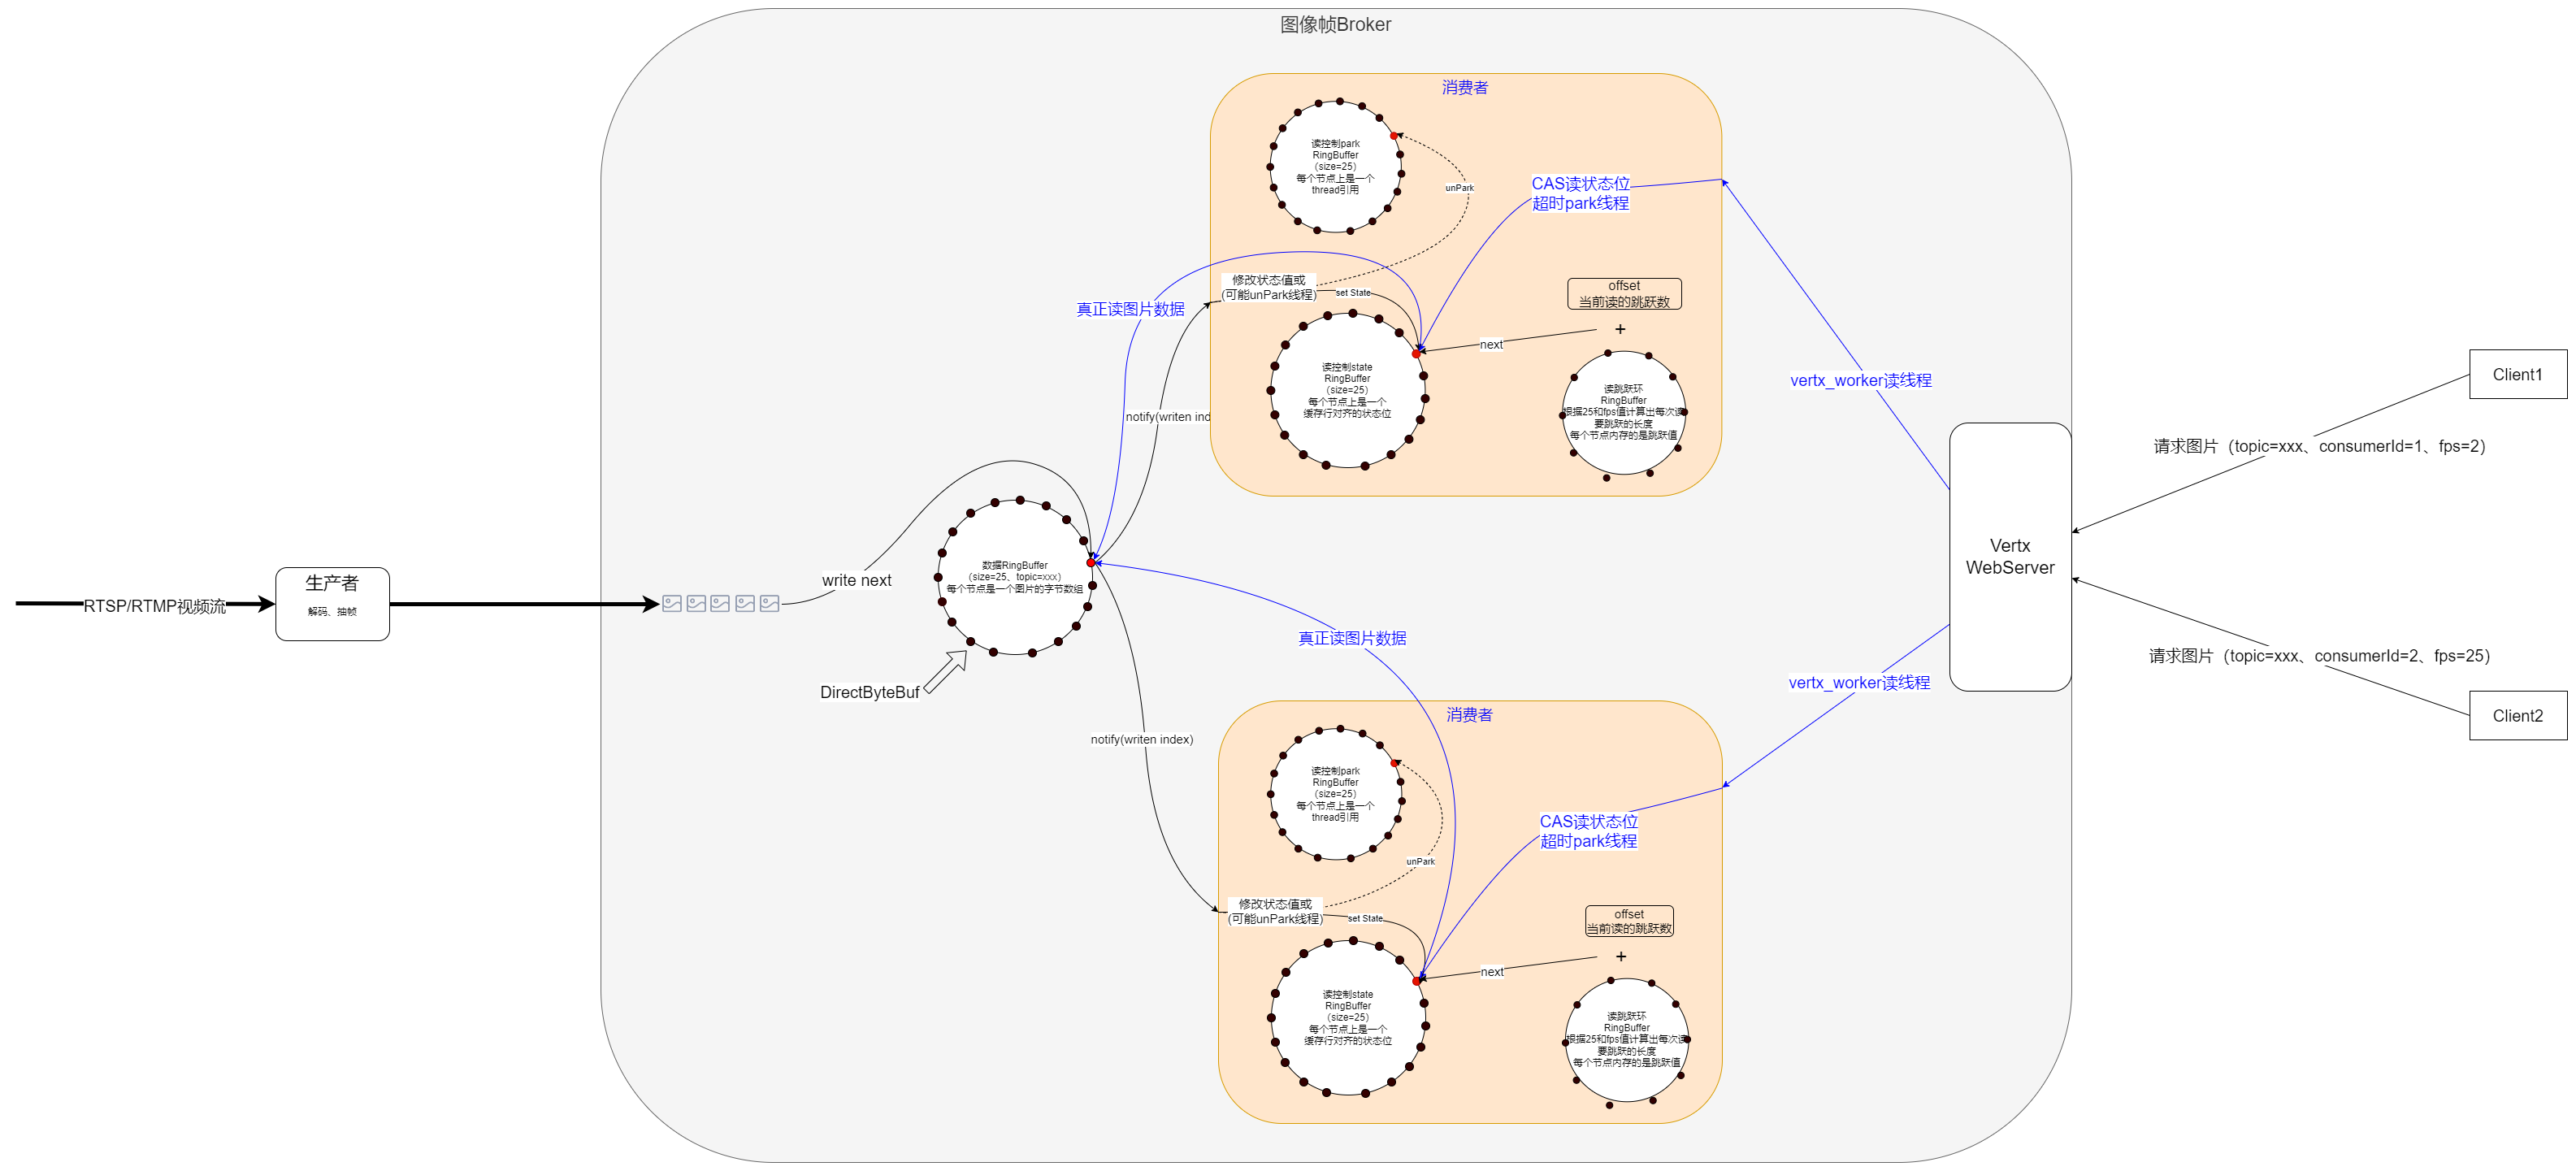 图像帧Broker
消费者
读控制park
RingBuffer
（size=25）
每个节点上是一个
thread引用
unPark
CAS读状态位
超时park线程
修改状态值或
(可能unPark线程)
set State
真正读图片数据
offset
当前读的跳跃数
+
next
读控制state
RingBuffer
（size=25）
每个节点上是一个
缓存行对齐的状态位
读跳跃环
RingBuffer
根据25和fps值计算出每次读
要跳跃的长度
每个节点内存的是跳跃值
notify(writen ind
vertx_worker读线程
Client1
请求图片（topic=xxx、consumerId=1、fps=2）
Vertx
WebServer
RTSP/RTMP视频流
生产者
解码、抽帧
write next
数据RingBuffer
（size=25、topic=xxx）
每个节点是一个图片的字节数组
DirectByteBuf
真正读图片数据
notify(writen index)
vertx_worker读线程
请求图片（topic=xxx、consumerId=2、fps=25）
Client2
消费者
读控制park
RingBuffer
（size=25）
每个节点上是一个
thread引用
unPark
CAS读状态位
超时park线程
修改状态值或
(可能unPark线程)
set State
offset
当前读的跳跃数
+
next
读控制state
RingBuffer
（size=25）
每个节点上是一个
缓存行对齐的状态位
读跳跃环
RingBuffer
根据25和fps值计算出每次读
要跳跃的长度
每个节点内存的是跳跃值